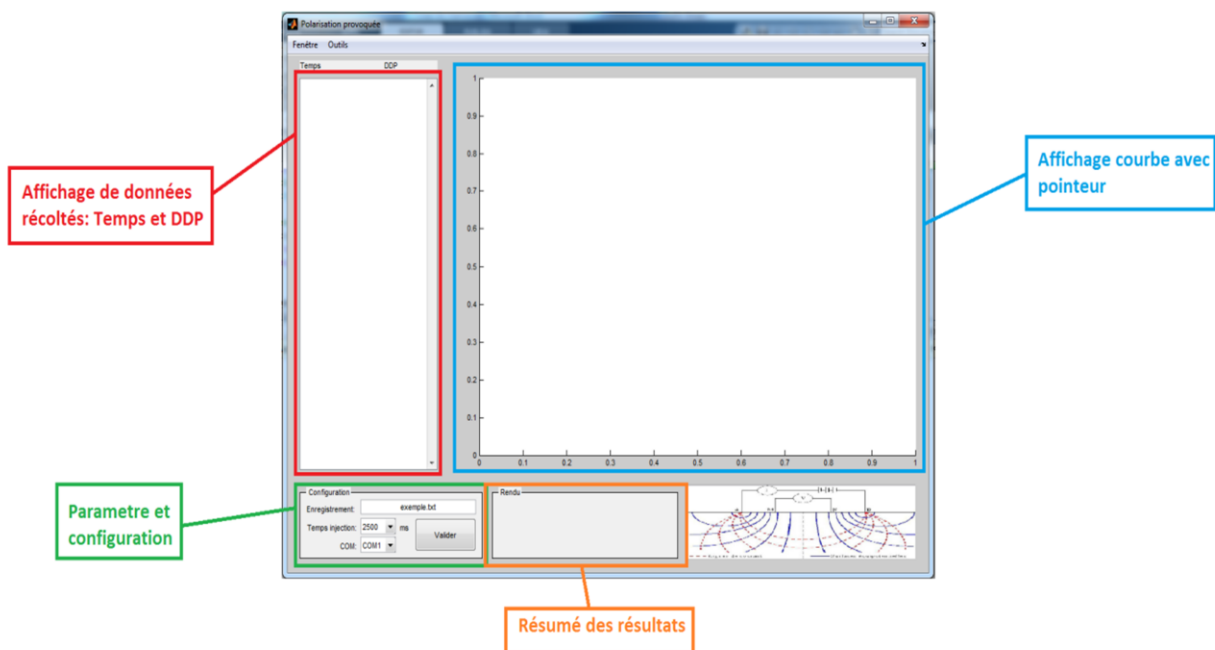 Polarisation provoquée
Fenêtre Outils
Temps DDP
1
0.9
0.8
0.7
0.6
0.5
0.4
0.3
0.2
0.1
0
0 0.1 0.2 0.3 0.4 0.5 0.6 0.7 0.8 0.9 1
Affichage de données
récoltés: Temps et DDP
Affichage courbe avec
pointeur
Parametre et
configuration
Configuration
Enregistrement: exemple.txt
Temps injection: 2500 ms
COM: COM1
Valider
Rendu
Résumé des résultats